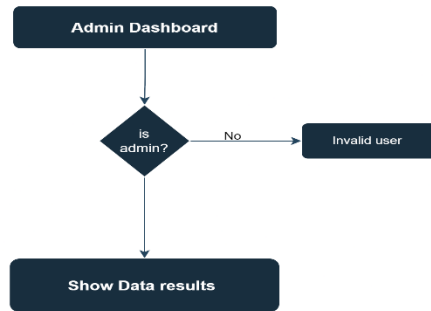 Admin Dashboard
is
admin?
No
Invalid user
Show Data results